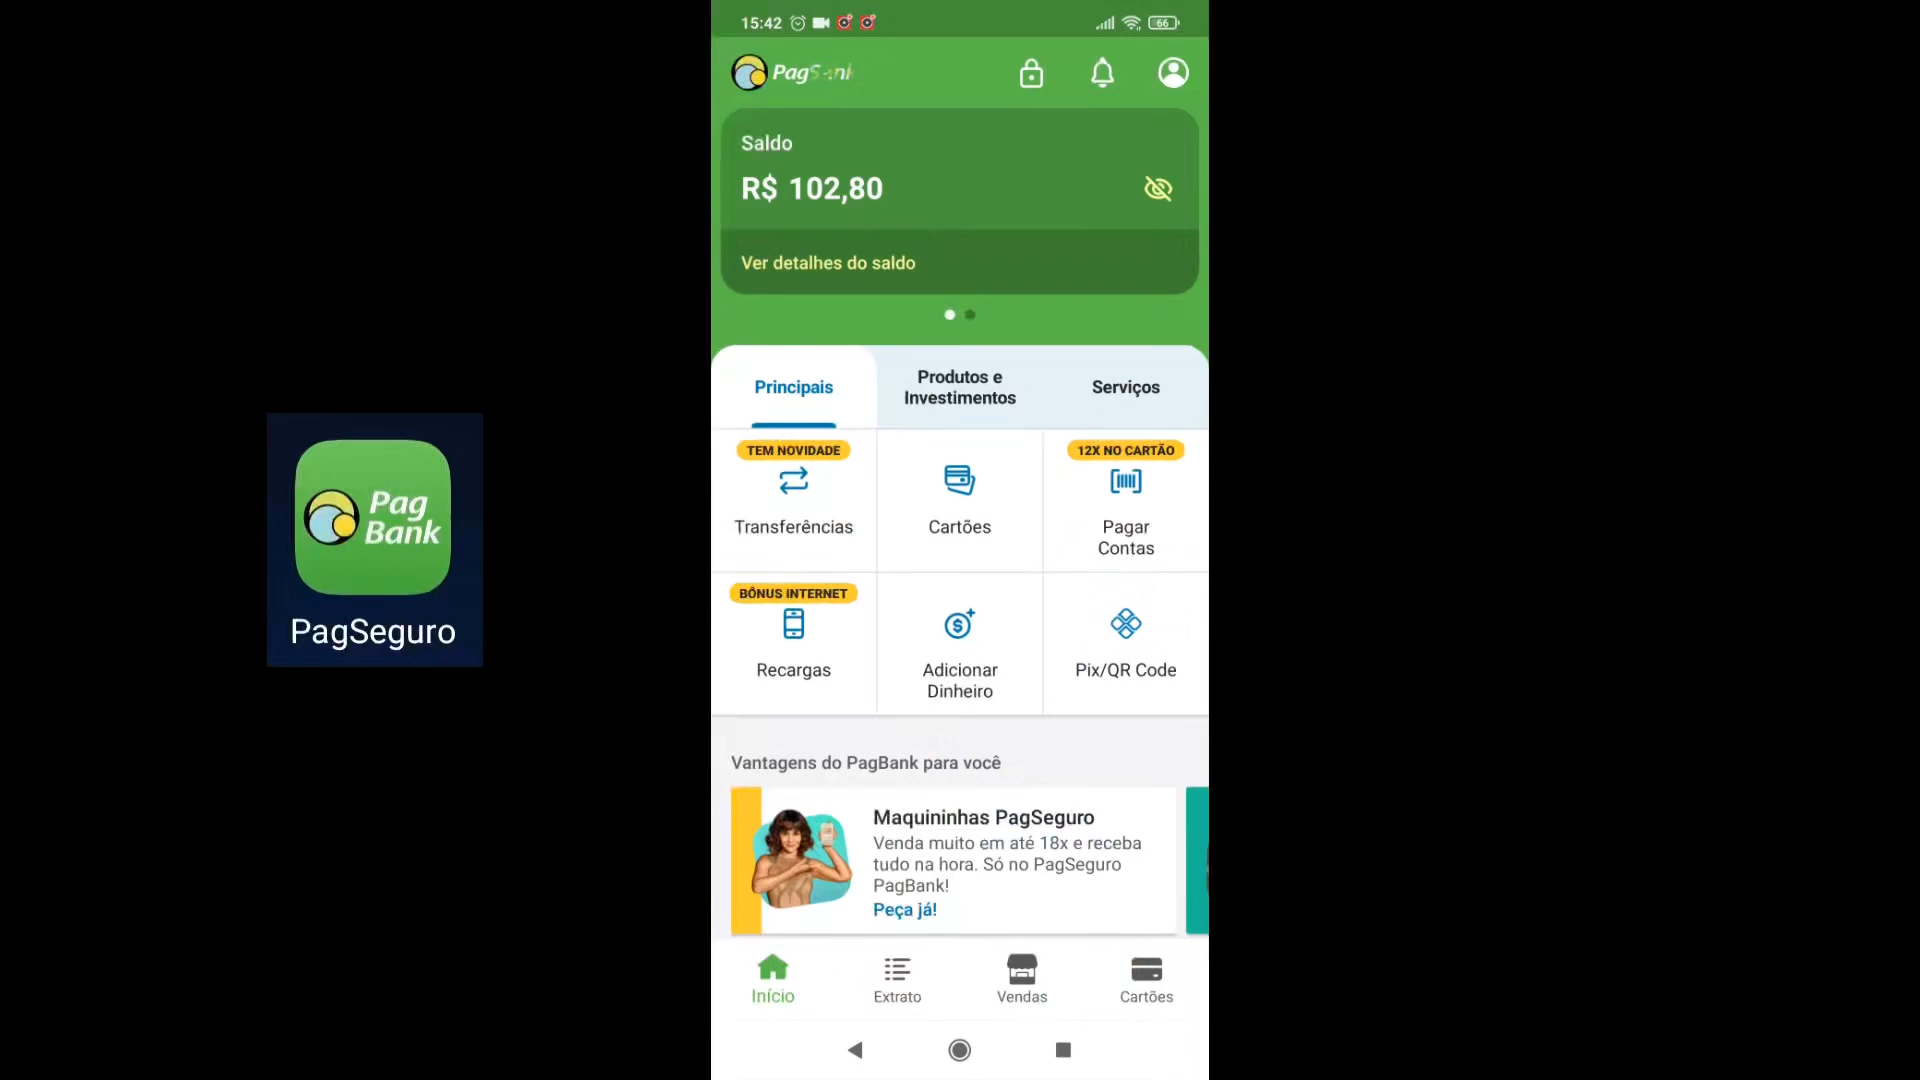 15:42
66
PagSeguro
Pag
Bank
PagSeguro
Saldo
R$ 102,80
Ver detalhes do saldo
Principais
Produtos e
Investimentos
Serviços
TEM NOVIDADE
12X NO CARTÃO
Transferências
Cartões
Pagar
Contas
BÔNUS INTERNET
Recargas
Adicionar
Dinheiro
Pix/QR Code
Vantagens do PagBank para você
Maquininhas PagSeguro
Venda muito em até 18x e receba
tudo na hora. Só no PagSeguro
PagBank!
Peça já!
Início
Extrato
Vendas
Cartões